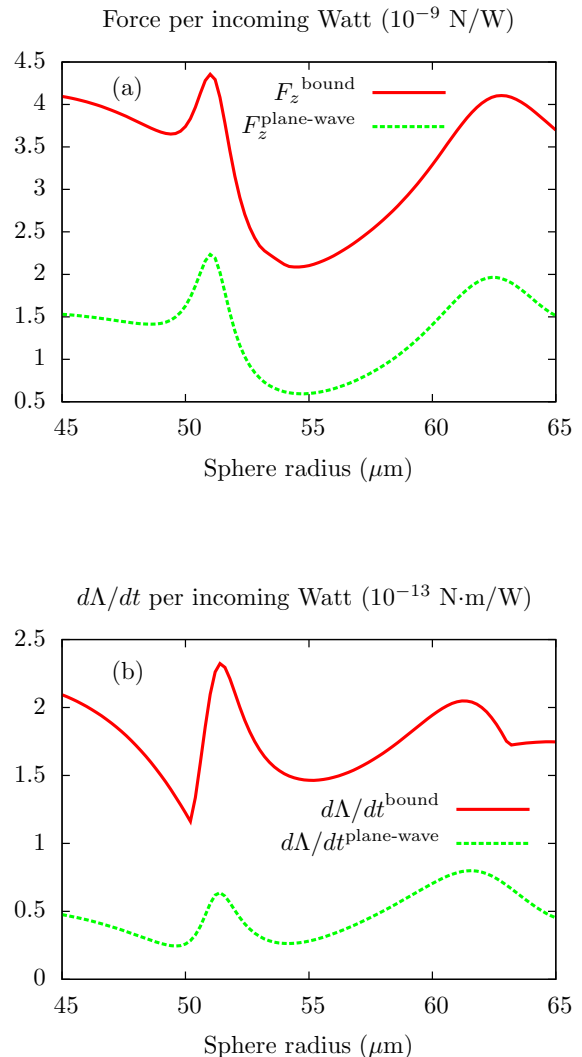 Force per incoming Watt (10⁻⁹ N/W)
(a)
F_z^bound
F_z^plane-wave
4.5
4
3.5
3
2.5
2
1.5
1
0.5
45 50 55 60 65
Sphere radius (μm)
dΛ/dt per incoming Watt (10⁻¹³ N·m/W)
(b)
2.5
2
1.5
1
0.5
0
dΛ/dt^bound
dΛ/dt^plane-wave
45 50 55 60 65
Sphere radius (μm)